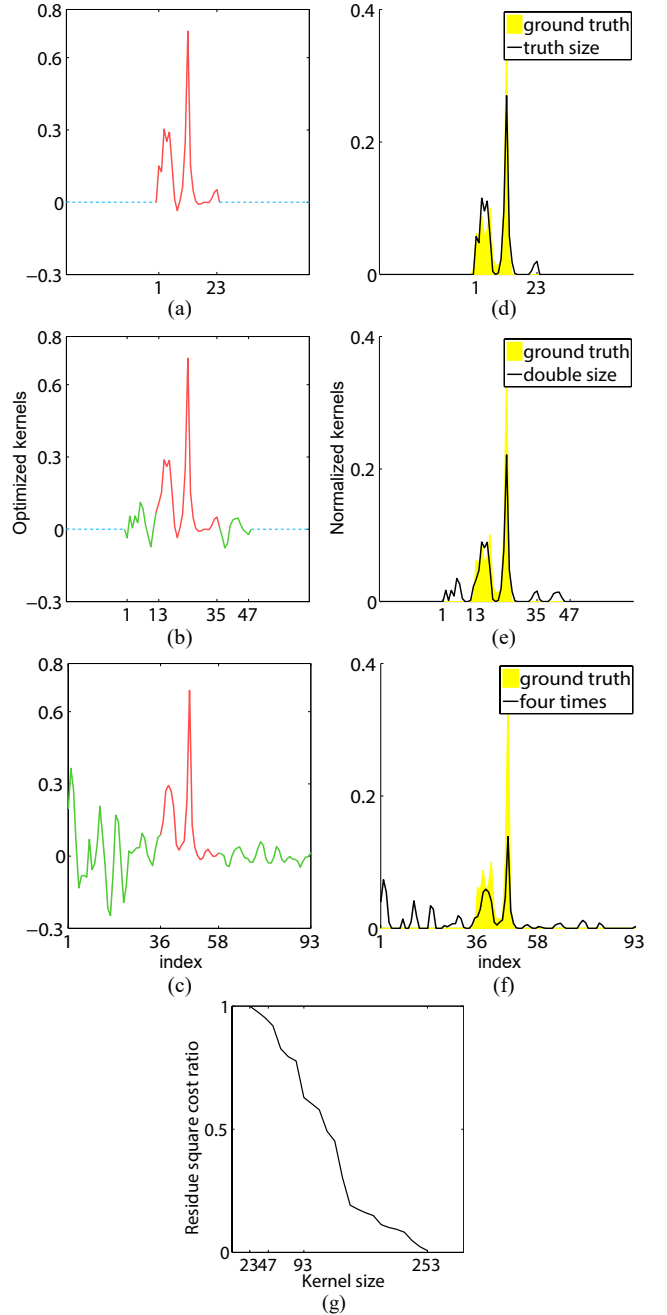 0.8
0.6
0.3
0
−0.3
1
23
(a)
0.4
0.2
0
ground truth
truth size
1
23
(d)
Optimized kernels
0.8
0.6
0.3
0
−0.3
1
13
35
47
(b)
Normalized kernels
0.4
0.2
0
ground truth
double size
1
13
35
47
(e)
0.8
0.6
0.3
0
−0.3
1
36
58
93
index
(c)
0.4
0.2
0
ground truth
four times
1
36
58
93
index
(f)
Residue square cost ratio
1
0.5
0
23
47
93
253
Kernel size
(g)